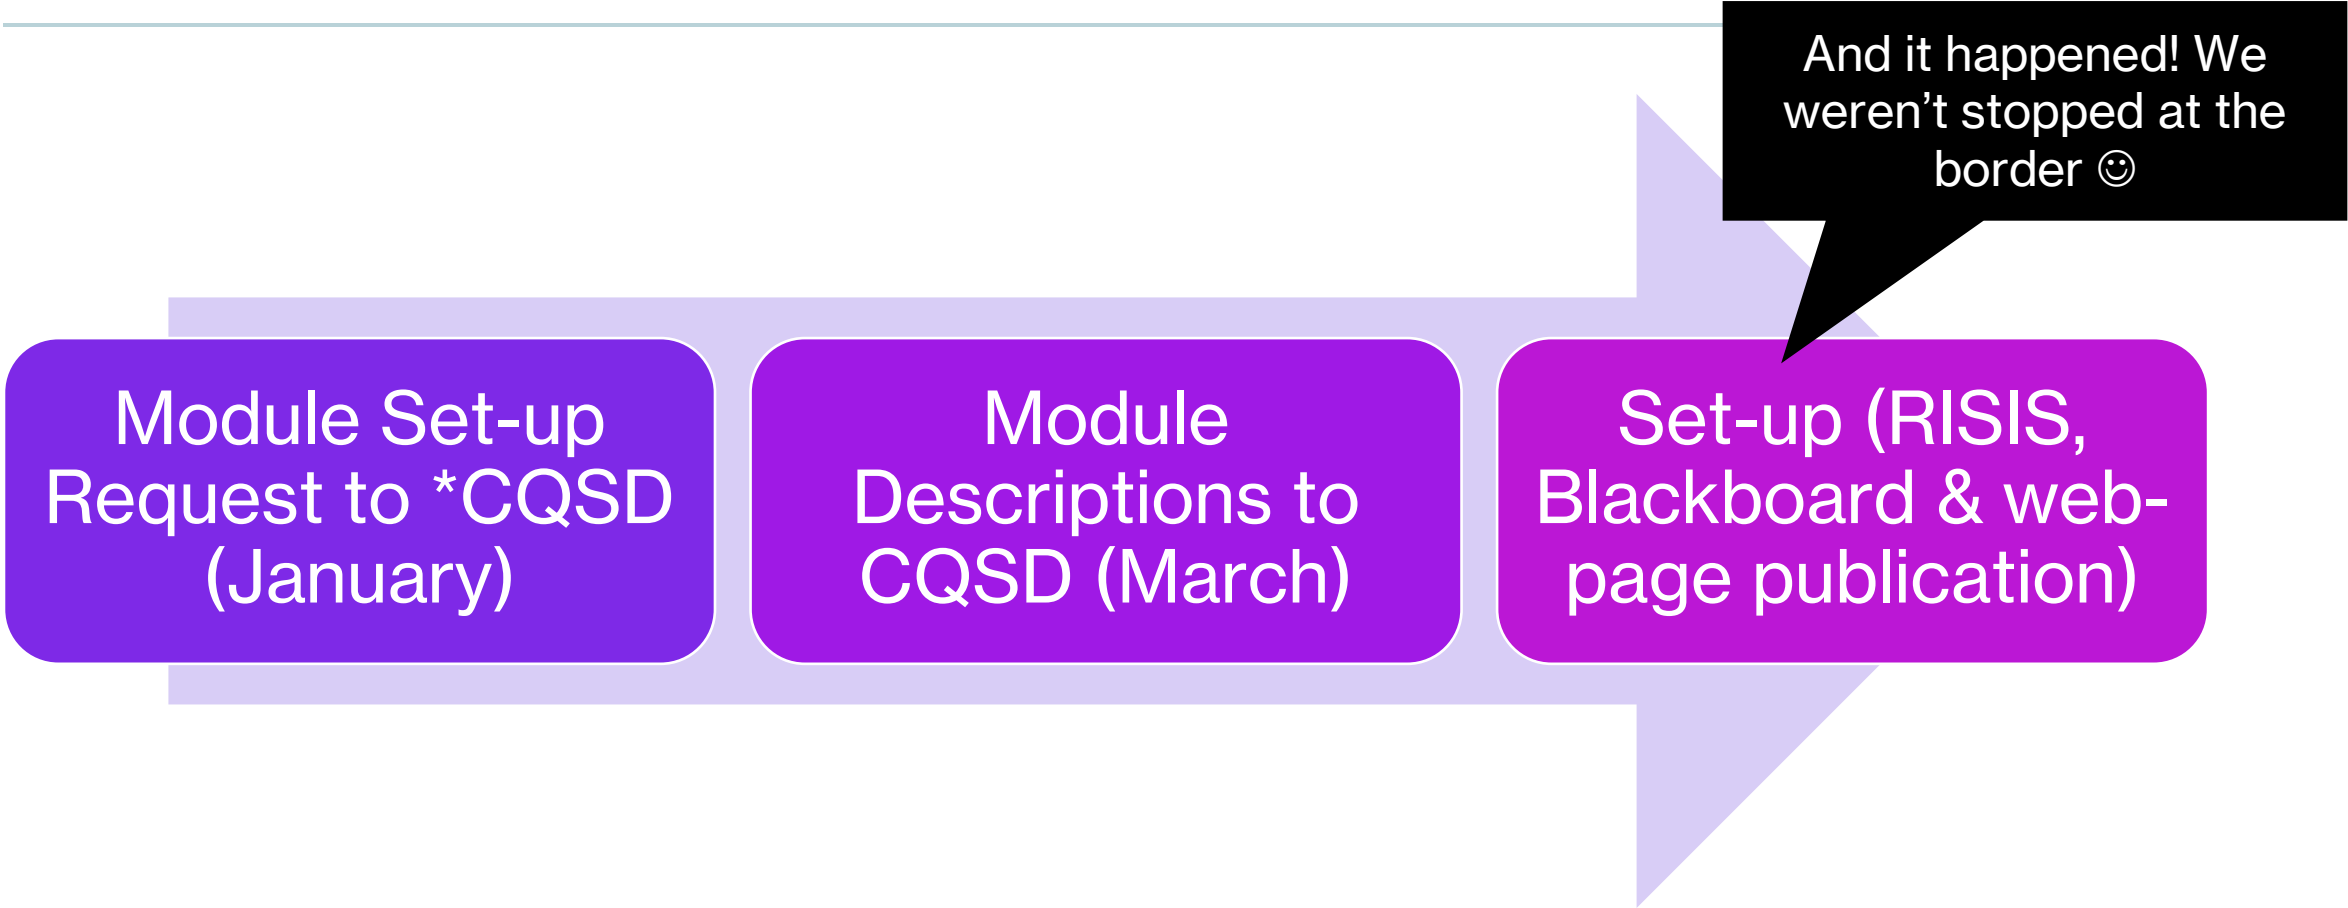 And it happened! We
weren’t stopped at the
border ☺
Module Set-up
Request to *CQSD
(January)
Module
Descriptions to
CQSD (March)
Set-up (RISIS,
Blackboard & web-
page publication)